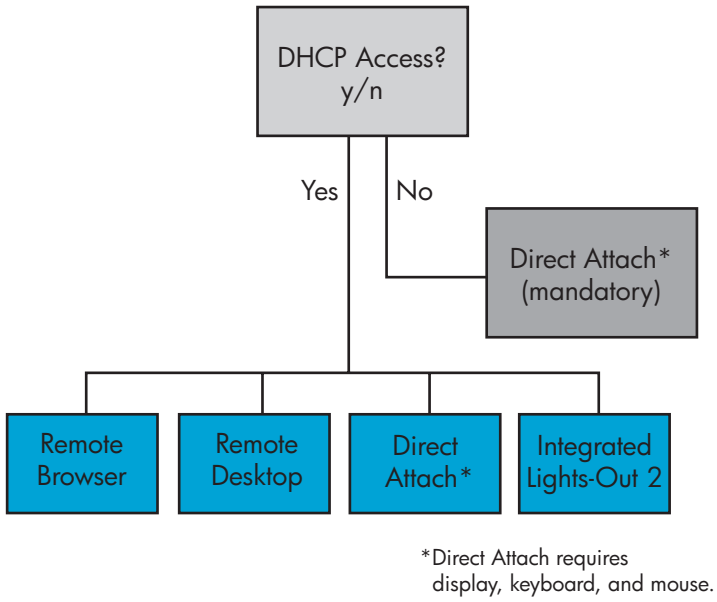 DHCP Access?
y/n
Yes
No
Direct Attach*
(mandatory)
Remote
Browser
Remote
Desktop
Direct
Attach*
Integrated
Lights-Out 2
*Direct Attach requires
display, keyboard, and mouse.